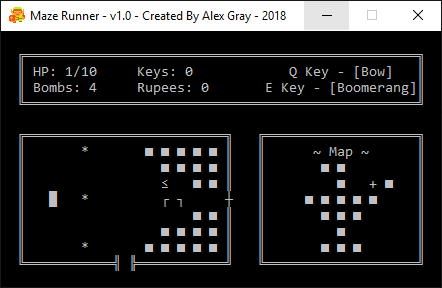 Maze Runner - v1.0 - Created By Alex Gray - 2018
HP: 1/10 Keys: 0 Q Key - [Bow]
Bombs: 4 Rupees: 0 E Key - [Boomerang]
~ Map ~